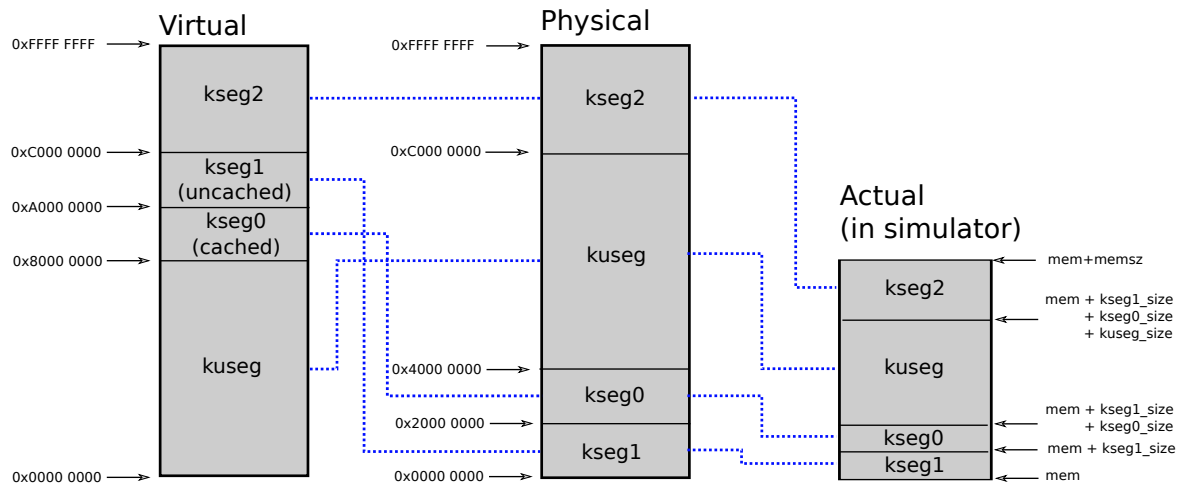 Virtual
0xFFFF FFFF
kseg2
0xC000 0000
kseg1
(uncached)
0xA000 0000
kseg0
(cached)
0x8000 0000
kuseg
0x0000 0000
Physical
0xFFFF FFFF
kseg2
0xC000 0000
kuseg
0x4000 0000
kseg0
0x2000 0000
kseg1
0x0000 0000
Actual
(in simulator)
mem+memsz
kseg2
mem + kseg1_size
+ kseg0_size
+ kuseg_size
kuseg
mem + kseg1_size
+ kseg0_size
kseg0
mem + kseg1_size
kseg1
mem